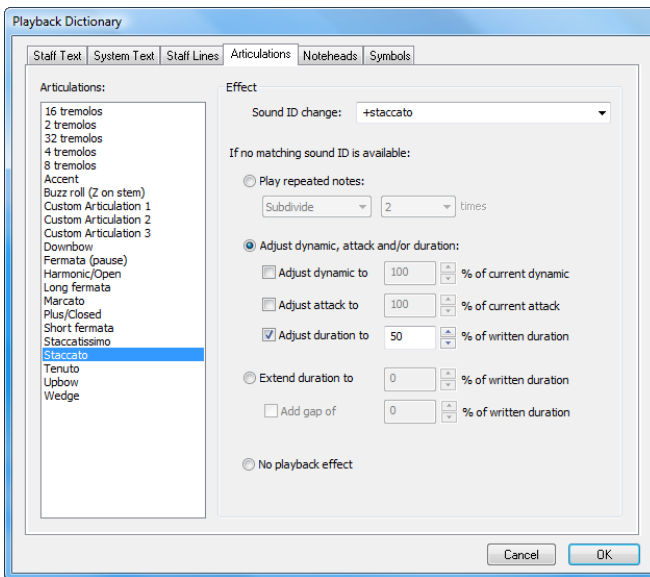 Playback Dictionary
Staff Text System Text Staff Lines Articulations Noteheads Symbols
Articulations:
16 tremolos
2 tremolos
32 tremolos
4 tremolos
8 tremolos
Accent
Buzz roll (Z on stem)
Custom Articulation 1
Custom Articulation 2
Custom Articulation 3
Downbow
Fermata (pause)
Harmonic/Open
Long fermata
Marcato
Plus/Closed
Short fermata
Staccatissimo
Staccato
Tenuto
Upbow
Wedge
Effect
Sound ID change: +staccato
If no matching sound ID is available:
Play repeated notes:
Subdivide 2 times
Adjust dynamic, attack and/or duration:
Adjust dynamic to 100 % of current dynamic
Adjust attack to 100 % of current attack
Adjust duration to 50 % of written duration
Extend duration to 0 % of written duration
Add gap of 0 % of written duration
No playback effect
Cancel OK